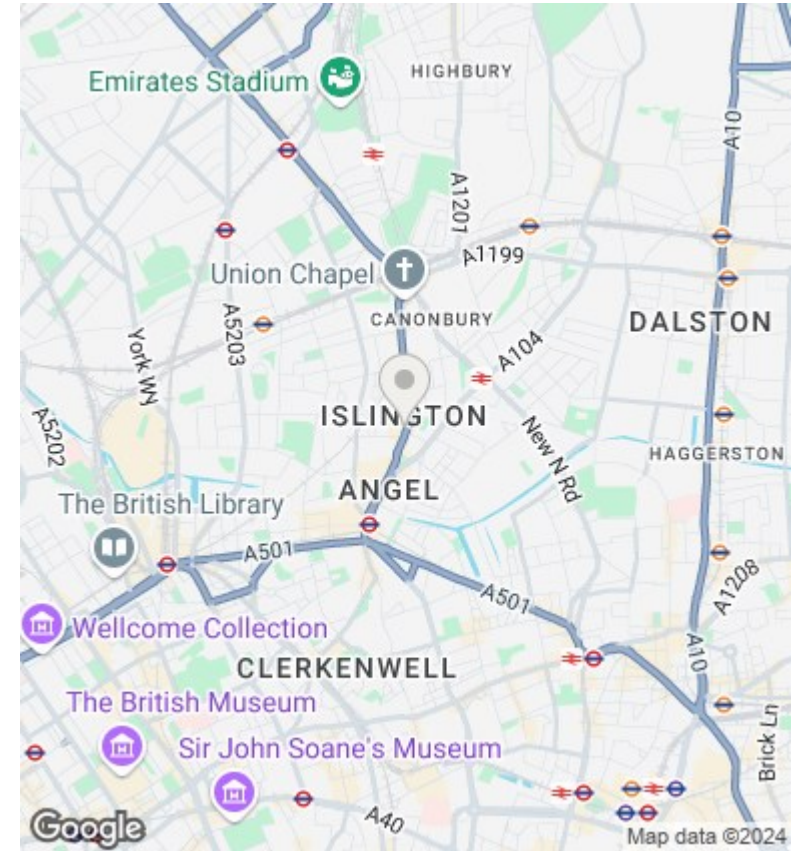 HIGHBURY
Emirates Stadium
A10
A1201
Union Chapel
A1199
A5203
CANONBURY
DALSTON
York Wy
A104
A5202
ISLINGTON
New N Rd
HAGGERSTON
ANGEL
The British Library
A501
A501
A1208
Wellcome Collection
CLERKENWELL
A10
The British Museum
Sir John Soane's Museum
Brick Ln
A40
Google
Map data ©2024